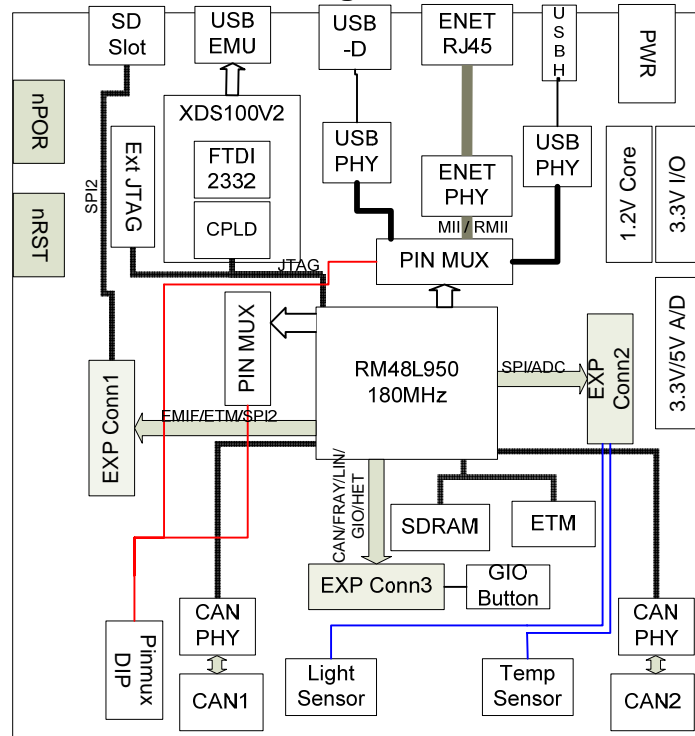 SD
Slot
USB
EMU
USB
-D
ENET
RJ45
U
S
B
H
PWR
nPOR
XDS100V2
FTDI
2332
CPLD
Ext JTAG
SPI2
USB
PHY
ENET
PHY
USB
PHY
1.2V Core
3.3V I/O
nRST
MII / RMII
JTAG
PIN MUX
PIN MUX
3.3V/5V A/D
RM48L950
180MHz
SPI/ADC
EXP
Conn2
EXP Conn1
EMIF/ETM/SPI2
CAN/FRAY/LIN/
GIO/HET
SDRAM
ETM
EXP Conn3
GIO
Button
CAN
PHY
CAN
PHY
Pinmux
DIP
CAN1
Light
Sensor
Temp
Sensor
CAN2